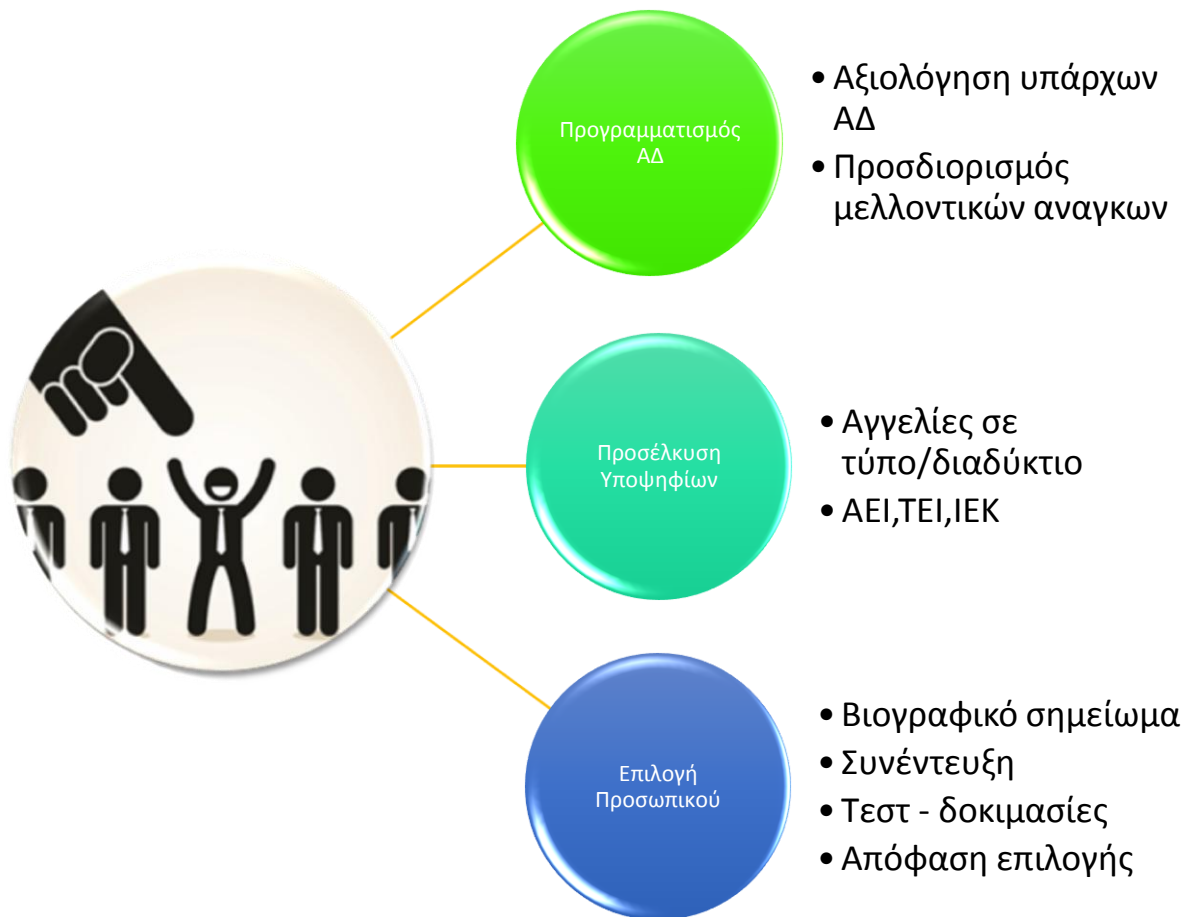 Προγραμματισμός
ΑΔ
• Αξιολόγηση υπάρχων
ΑΔ
• Προσδιορισμός
μελλοντικών αναγκων
Προσέλκυση
Υποψηφίων
• Αγγελίες σε
τύπο/διαδύκτιο
• ΑΕΙ,ΤΕΙ,ΙΕΚ
Επιλογή
Προσωπικού
• Βιογραφικό σημείωμα
• Συνέντευξη
• Τεστ - δοκιμασίες
• Απόφαση επιλογής